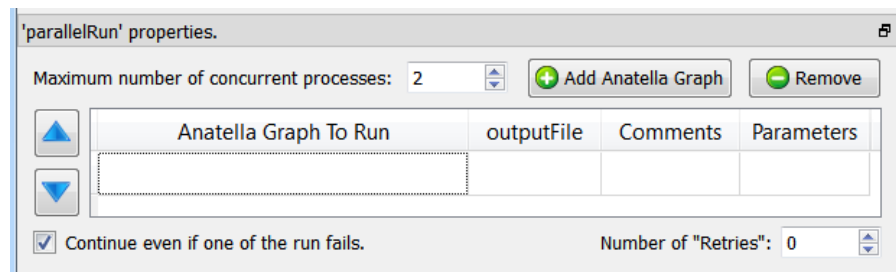 'parallelRun' properties.
Maximum number of concurrent processes: 2 Add Anatella Graph Remove
Anatella Graph To Run outputFile Comments Parameters
Continue even if one of the run fails. Number of "Retries": 0